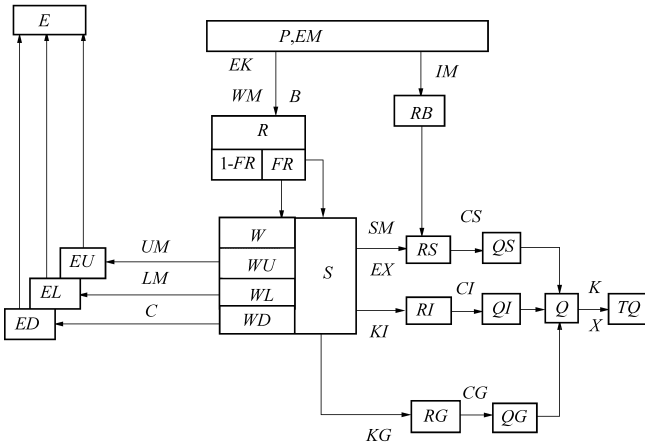 E
P,EM
EK
IM
WM
B
RB
R
1-FR
FR
W
SM
CS
UM
RS
QS
EU
WU
S
EX
LM
CI
K
EL
WL
RI
QI
Q
TQ
C
WD
KI
X
ED
CG
RG
QG
KG